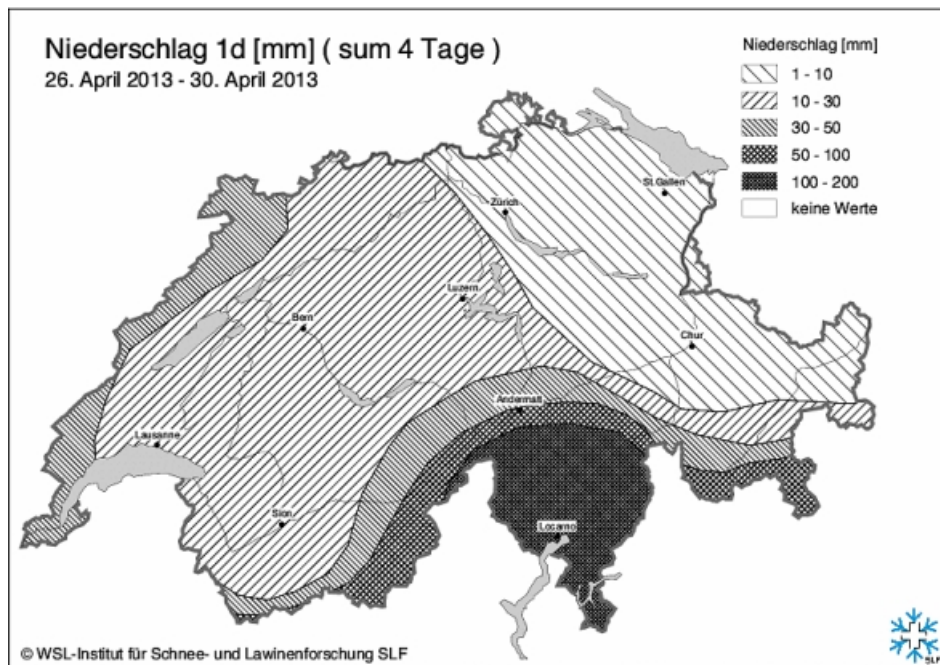 Niederschlag 1d [mm] ( sum 4 Tage )
26. April 2013 - 30. April 2013
Niederschlag [mm]
1 - 10
10 - 30
30 - 50
50 - 100
100 - 200
keine Werte
St.Gallen
Zürich
Luzern
Bern
Chur
Andermatt
Lausanne
Sion
Locarno
© WSL-Institut für Schnee- und Lawinenforschung SLF
SLF